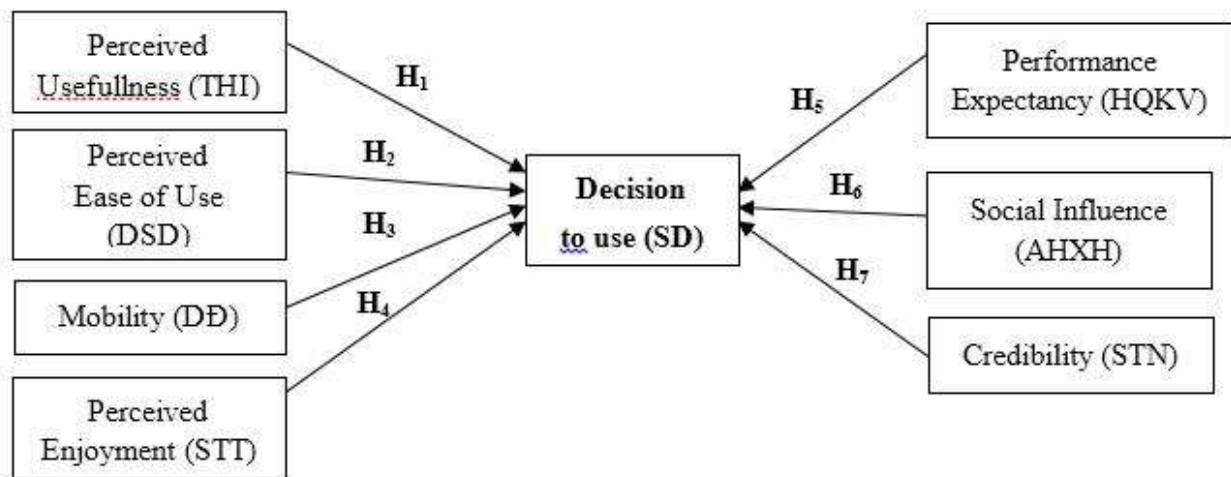 Perceived
Usefullness (THI)
H₁
Perceived
Ease of Use
(DSD)
H₂
Mobility (DĐ)
H₃
Perceived
Enjoyment (STT)
H₄
Decision
to use (SD)
Performance
Expectancy (HQKV)
H₅
Social Influence
(AHXH)
H₆
Credibility (STN)
H₇